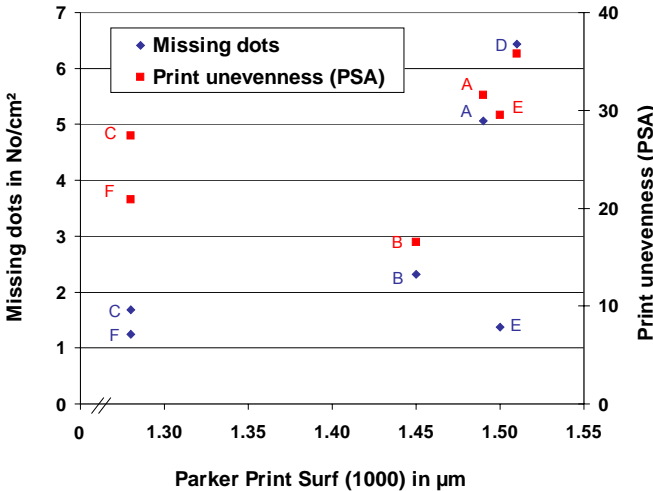 7
6
5
4
3
2
1
0
Missing dots in No/cm²
Missing dots
Print unevenness (PSA)
C
F
C
F
B
B
A
A
D
E
E
40
30
20
10
0
Print unevenness (PSA)
0 1.30 1.35 1.40 1.45 1.50 1.55
Parker Print Surf (1000) in µm